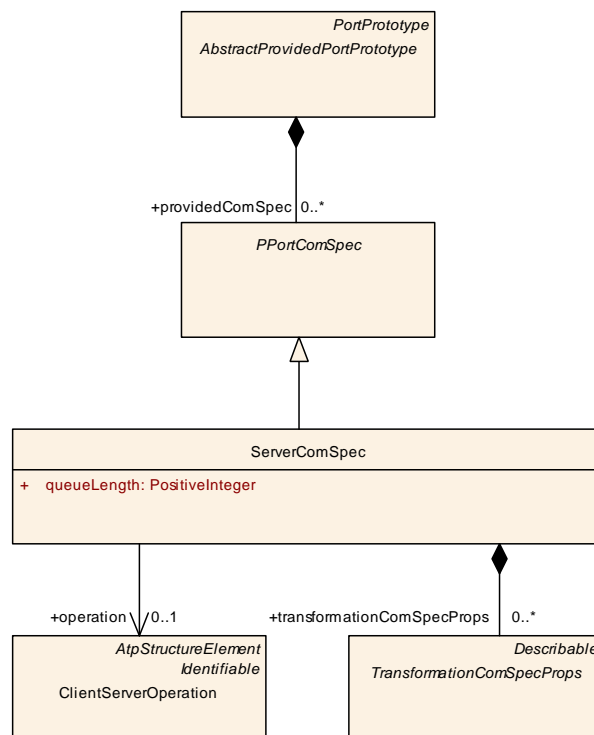 PortPrototype
AbstractProvidedPortPrototype
+providedComSpec 0..*
PPortComSpec
ServerComSpec
+ queueLength: PositiveInteger
+operation 0..1 +transformationComSpecProps 0..*
AtpStructureElement
Identifiable
ClientServerOperation
Describable
TransformationComSpecProps